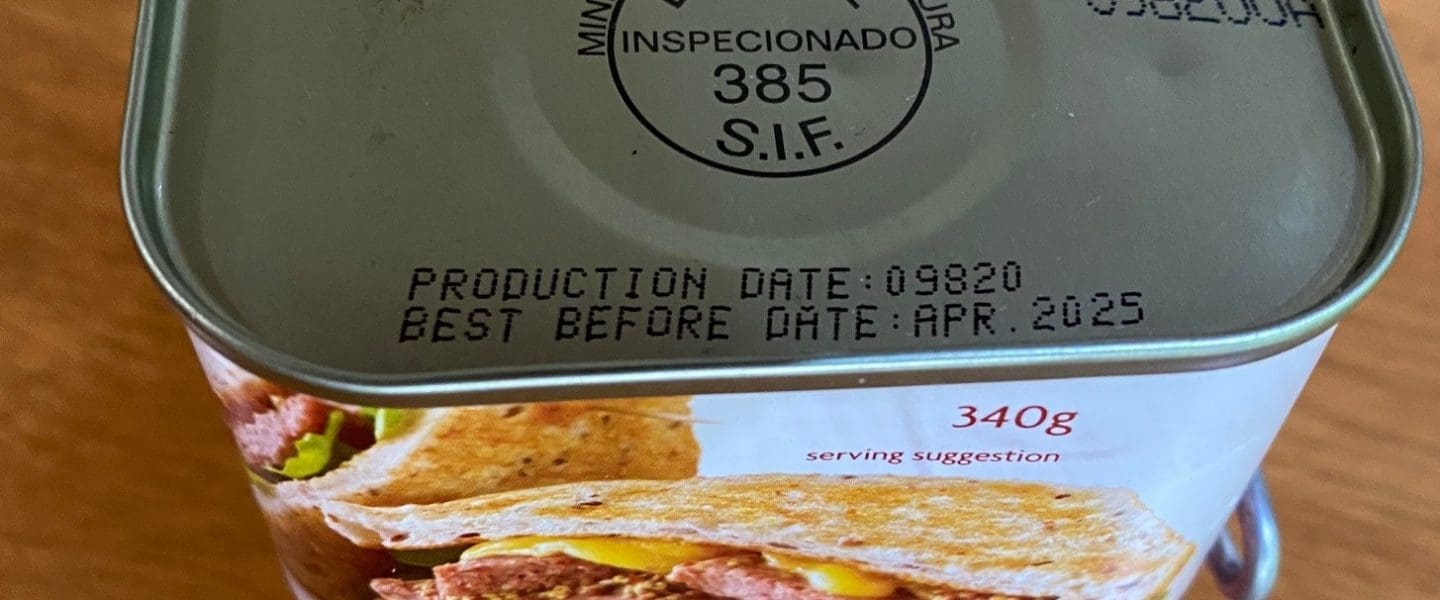 INSPECIONADO
385
S.I.F.
PRODUCTION DATE:09820
BEST BEFORE DATE:APR.2025
340g
serving suggestion